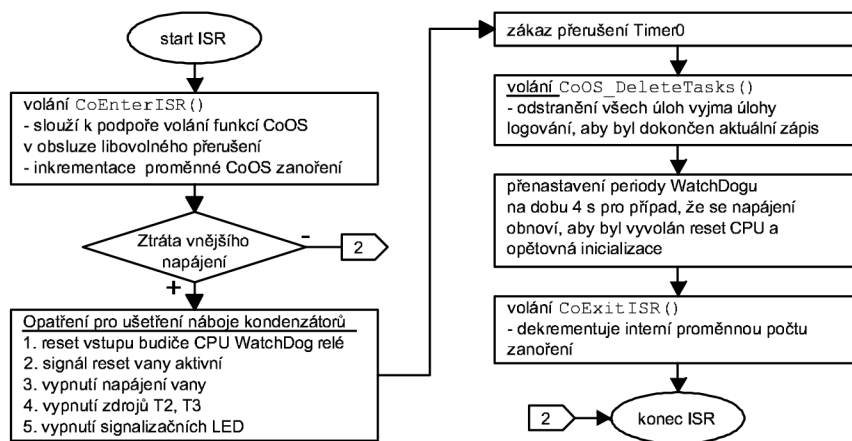 start ISR
volání CoEnterISR()
- slouží k podpoře volání funkcí CoOS
v obsluze libovolného přerušení
- inkrementace proměnné CoOS zanoření
Ztráta vnějšího
napájení
-
2
+
Opatření pro ušetření náboje kondenzátorů
1. reset vstupu budiče CPU WatchDog relé
2. signál reset vany aktivní
3. vypnutí napájení vany
4. vypnutí zdrojů T2, T3
5. vypnutí signalizačních LED
zákaz přerušení Timer0
volání CoOS_DeleteTasks()
- odstranění všech úloh vyjma úlohy
logování, aby byl dokončen aktuální zápis
přenastavení periody WatchDogu
na dobu 4 s pro případ, že se napájení
obnoví, aby byl vyvolán reset CPU a
opětovná inicializace
volání CoExitISR()
- dekrementuje interní proměnnou počtu
zanoření
2
konec ISR